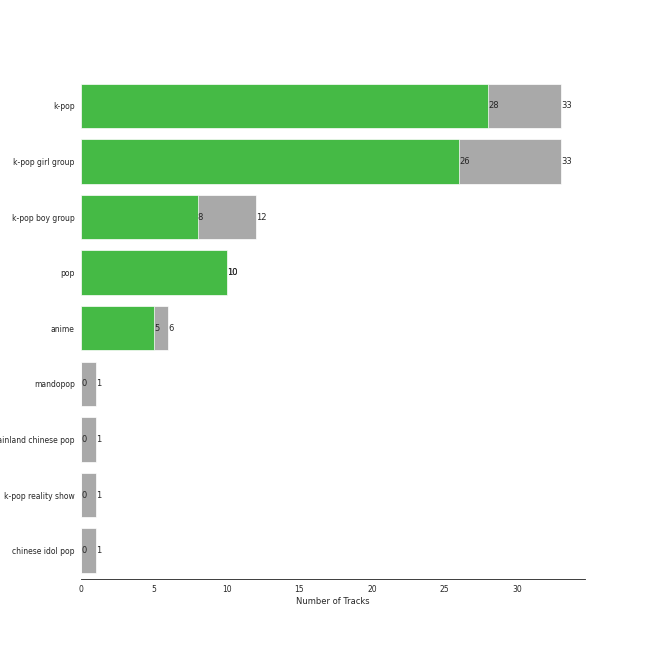 k-pop 28 33
k-pop girl group 26 33
k-pop boy group 8 12
pop 10 10
anime 5 6
mandopop 0 1
ainland chinese pop 0 1
k-pop reality show 0 1
chinese idol pop 0 1
0 5 10 15 20 25 30
Number of Tracks